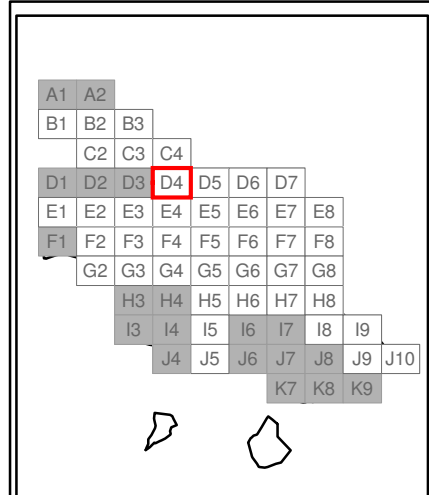 A1 A2
B1 B2 B3
C2 C3 C4
D1 D2 D3 D4 D5 D6 D7
E1 E2 E3 E4 E5 E6 E7 E8
F1 F2 F3 F4 F5 F6 F7 F8
G2 G3 G4 G5 G6 G7 G8
H3 H4 H5 H6 H7 H8
I3 I4 I5 I6 I7 I8 I9
J4 J5 J6 J7 J8 J9 J10
K7 K8 K9